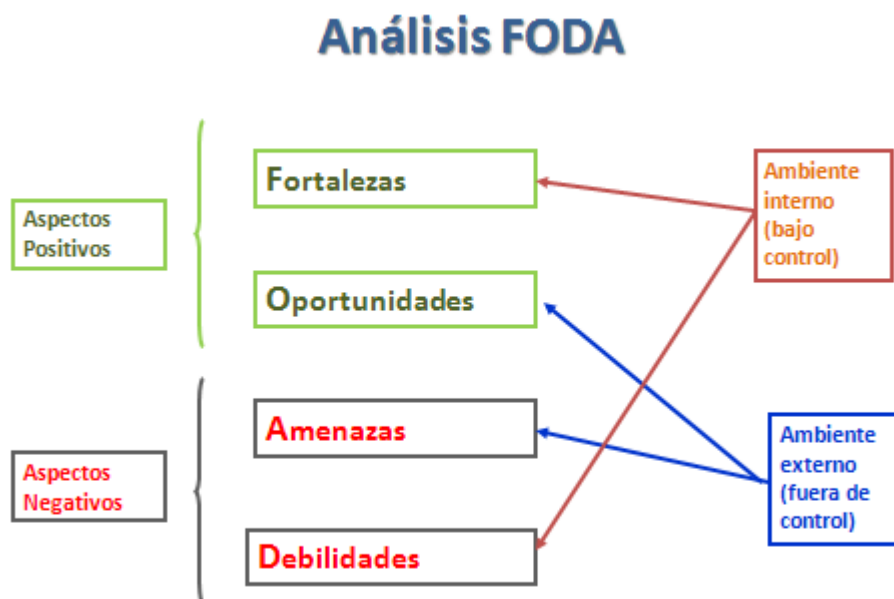 Análisis FODA
Aspectos
Positivos
Fortalezas
Oportunidades
Ambiente
interno
(bajo
control)
Aspectos
Negativos
Amenazas
Debilidades
Ambiente
externo
(fuera de
control)